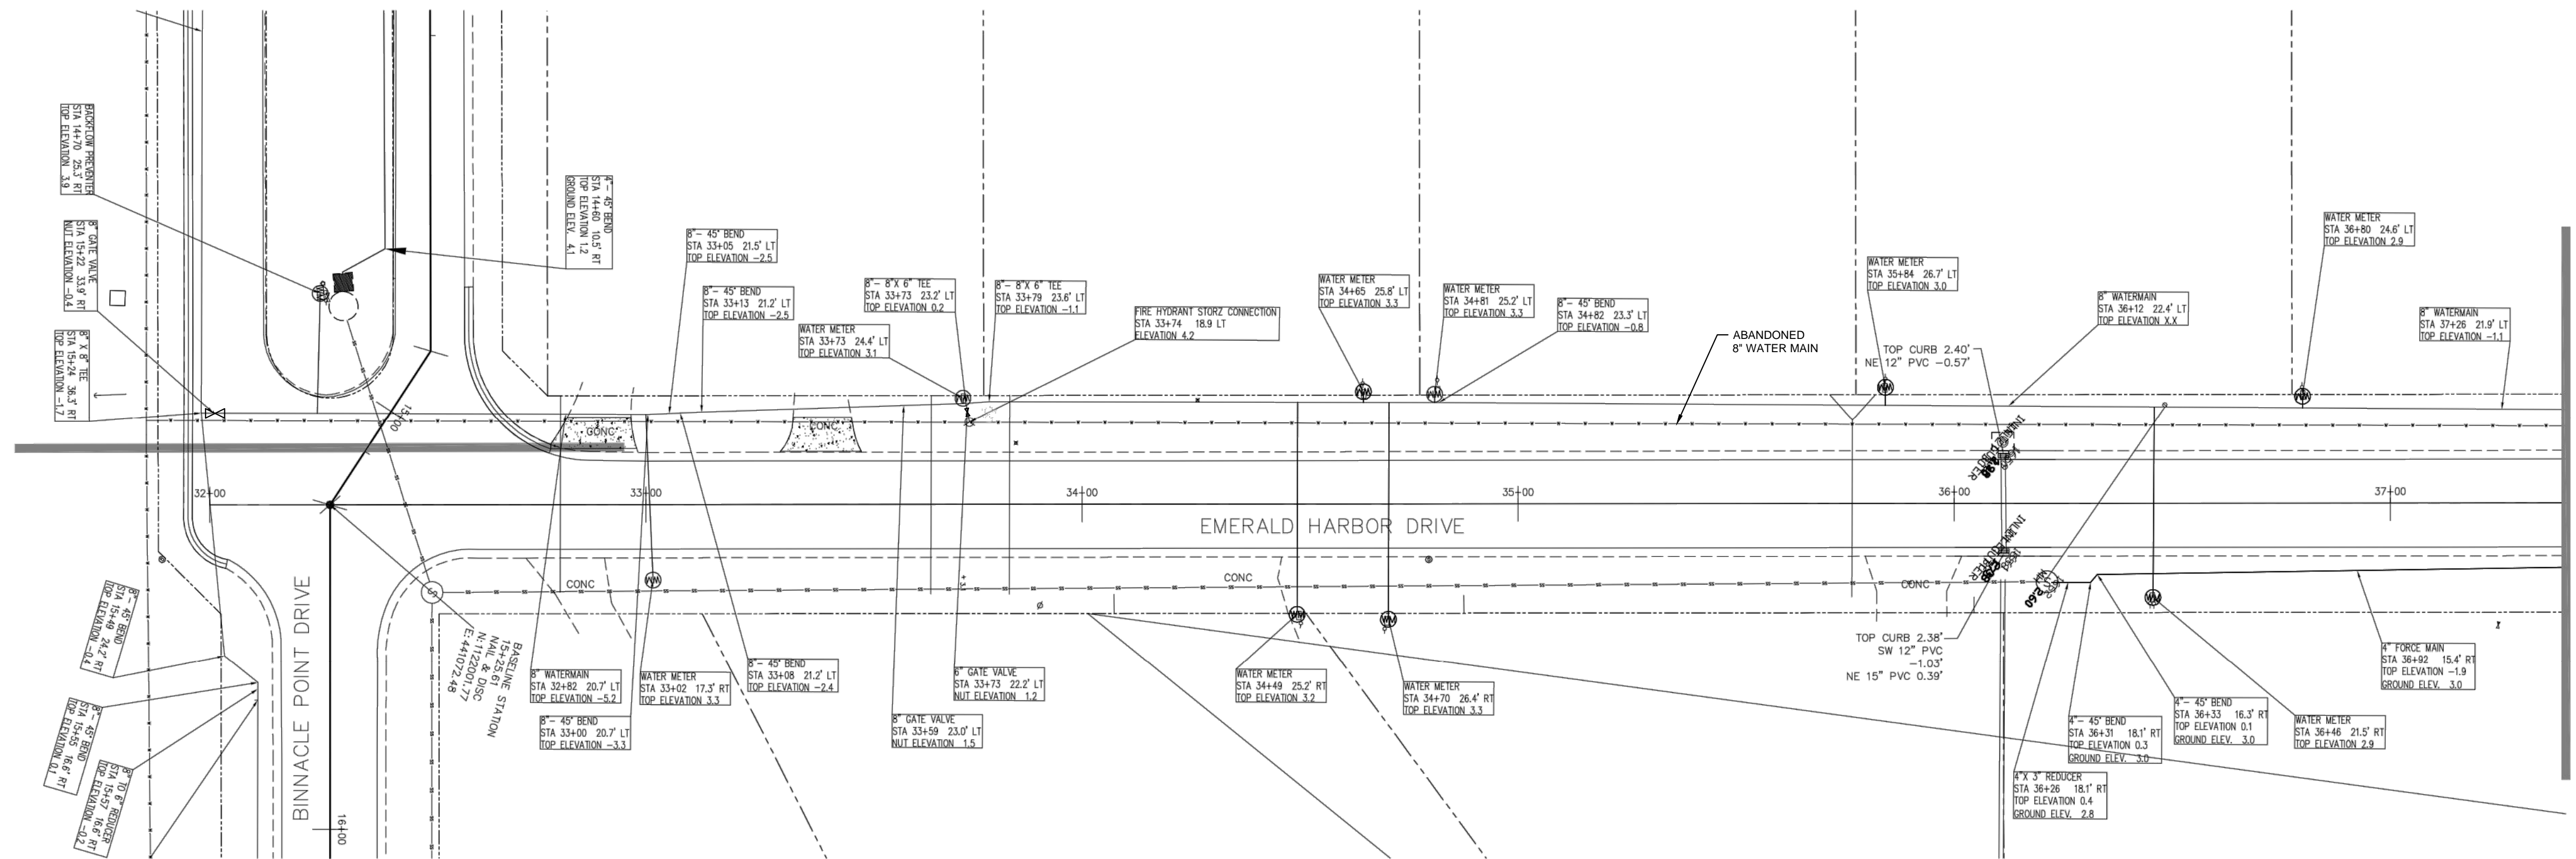 BACKFLOW PREVENTER
STA 14+70 25.3' RT
TOP ELEVATION 3.9
8" GATE VALVE
STA 15+22 33.9' RT
NUT ELEVATION -0.4
8" X 8" TEE
STA 15+24 36.3' RT
TOP ELEVATION -1.7
4"- 45° BEND
STA 14+60 10.5' RT
TOP ELEVATION 1.2
GROUND ELEV. 4.1
8"- 45° BEND
STA 33+05 21.5' LT
TOP ELEVATION -2.5
8"- 45° BEND
STA 33+13 21.2' LT
TOP ELEVATION -2.5
WATER METER
STA 33+73 24.4' LT
TOP ELEVATION 3.1
8"- 8"X 6" TEE
STA 33+73 23.2' LT
TOP ELEVATION 0.2
8"- 8"X 6" TEE
STA 33+79 23.6' LT
TOP ELEVATION -1.1
FIRE HYDRANT STORZ CONNECTION
STA 33+74 18.9 LT
ELEVATION 4.2
WATER METER
STA 34+65 25.8' LT
TOP ELEVATION 3.3
WATER METER
STA 34+81 25.2' LT
TOP ELEVATION 3.3
8"- 45° BEND
STA 34+82 23.3' LT
TOP ELEVATION -0.8
ABANDONED
8" WATER MAIN
WATER METER
STA 35+84 26.7' LT
TOP ELEVATION 3.0
TOP CURB 2.40'
NE 12" PVC -0.57'
8" WATERMAIN
STA 36+12 22.4' LT
TOP ELEVATION X.X
WATER METER
STA 36+80 24.6' LT
TOP ELEVATION 2.9
8" WATERMAIN
STA 37+26 21.9' LT
TOP ELEVATION -1.1
WM
WM
WM
WM
WM
WM
15+00
CONC
CONC
32+00
33+00
34+00
35+00
36+00
37+00
EMERALD HARBOR DRIVE
BINNACLE POINT DRIVE
16+00
S
CONC
WM
CONC
WM
WM
CONC
2.60
WM
8"- 45° BEND
STA 15+49 24.2' RT
TOP ELEVATION -0.4
8"- 45° BEND
STA 15+55 16.6' RT
TOP ELEVATION 0.1
8" TO 6" REDUCER
STA 15+57 16.6' RT
TOP ELEVATION -0.2
BASELINE STATION
15+25.61
NAIL & DISC
N:1122001.77
E:441072.48
8" WATERMAIN
STA 32+82 20.7' LT
TOP ELEVATION -5.2
8"- 45° BEND
STA 33+00 20.7' LT
TOP ELEVATION -3.3
WATER METER
STA 33+02 17.3' RT
TOP ELEVATION 3.3
8"- 45° BEND
STA 33+08 21.2' LT
TOP ELEVATION -2.4
8" GATE VALVE
STA 33+59 23.0' LT
NUT ELEVATION 1.5
6" GATE VALVE
STA 33+73 22.2' LT
NUT ELEVATION 1.2
WATER METER
STA 34+49 25.2' RT
TOP ELEVATION 3.2
WATER METER
STA 34+70 26.4' RT
TOP ELEVATION 3.3
TOP CURB 2.38'
SW 12" PVC
-1.03'
NE 15" PVC 0.39'
4"X 3" REDUCER
STA 36+26 18.1' RT
TOP ELEVATION 0.4
GROUND ELEV. 2.8
4"- 45° BEND
STA 36+31 18.1' RT
TOP ELEVATION 0.3
GROUND ELEV. 3.0
4"- 45° BEND
STA 36+33 16.3' RT
TOP ELEVATION 0.1
GROUND ELEV. 3.0
WATER METER
STA 36+46 21.5' RT
TOP ELEVATION 2.9
4" FORCE MAIN
STA 36+92 15.4' RT
TOP ELEVATION -1.9
GROUND ELEV. 3.0